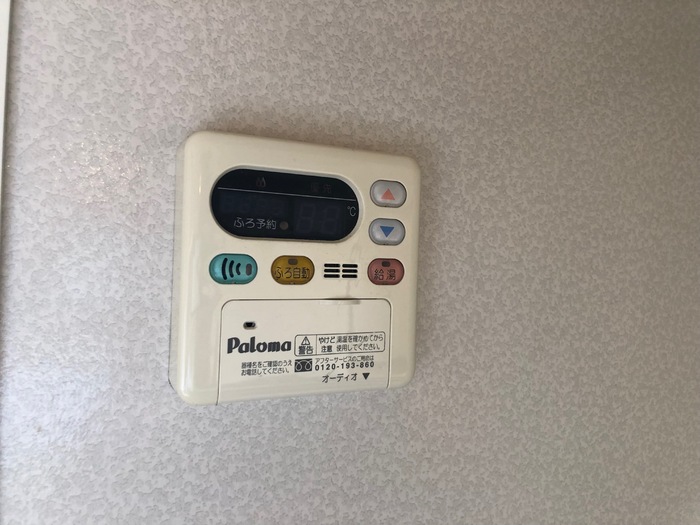 ℃
ふろ予約
ふろ自動
給湯
Paloma
警告
やけど
注意
湯温を確かめてから
使用してください。
器種名をご確認のうえ
お電話してください。
アフターサービスのご用命は
0120-193-860
オーディオ ▼